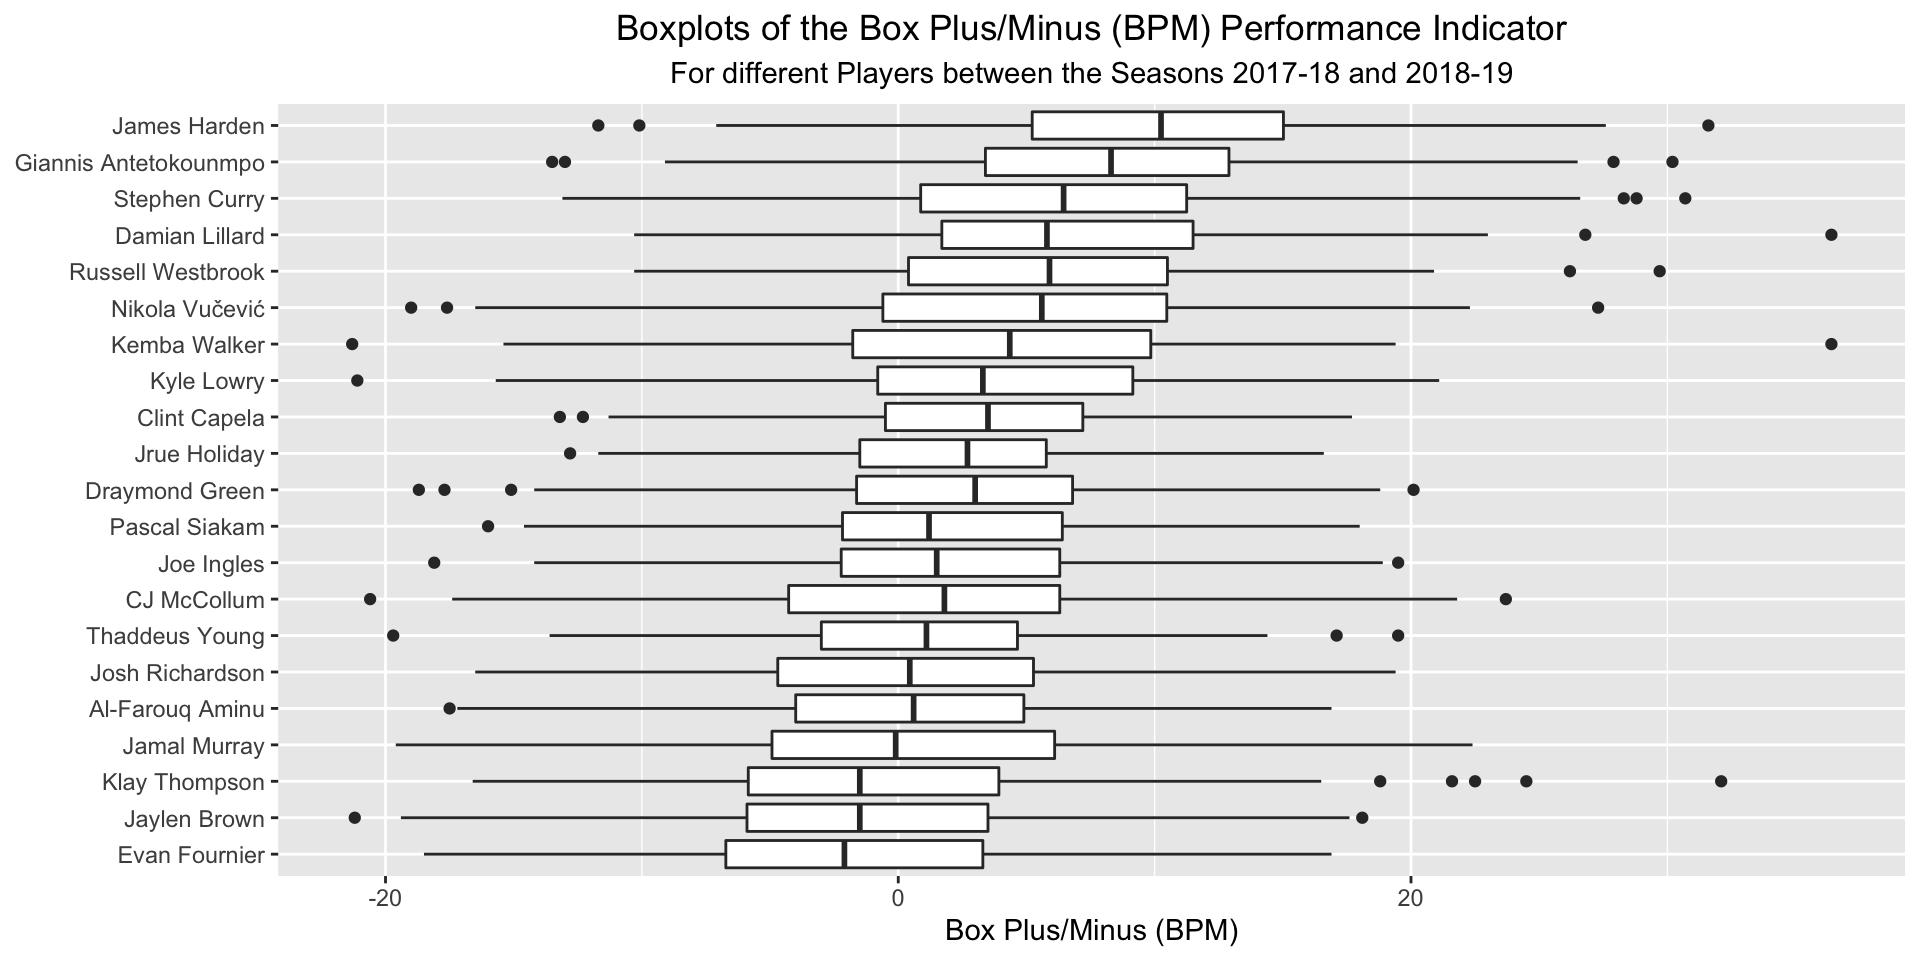 Boxplots of the Box Plus/Minus (BPM) Performance Indicator
For different Players between the Seasons 2017-18 and 2018-19
James Harden
Giannis Antetokounmpo
Stephen Curry
Damian Lillard
Russell Westbrook
Nikola Vučević
Kemba Walker
Kyle Lowry
Clint Capela
Jrue Holiday
Draymond Green
Pascal Siakam
Joe Ingles
CJ McCollum
Thaddeus Young
Josh Richardson
Al-Farouq Aminu
Jamal Murray
Klay Thompson
Jaylen Brown
Evan Fournier
-20 0 20
Box Plus/Minus (BPM)